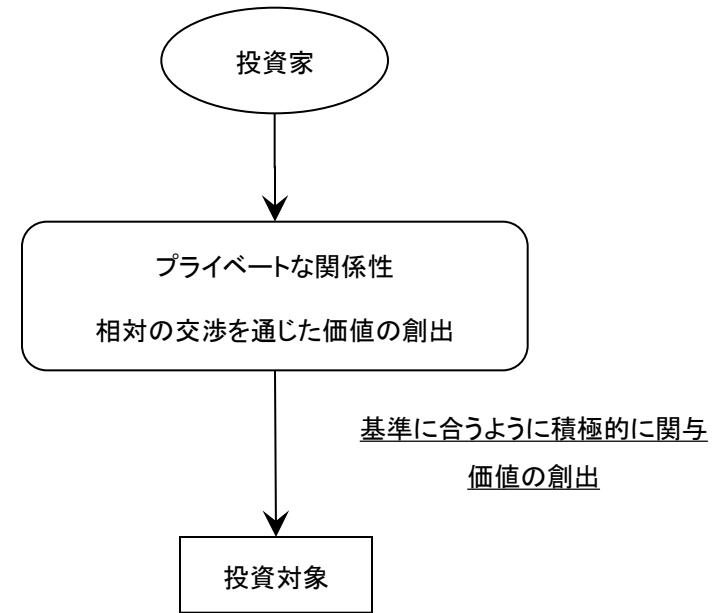 投資家
プライベートな関係性
相対の交渉を通じた価値の創出
基準に合うように積極的に関与
価値の創出
投資対象